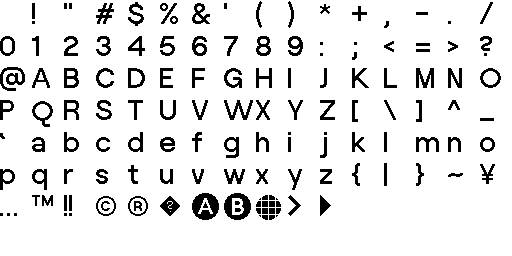 ! " # $ % & ' ( ) * + , - . /
0 1 2 3 4 5 6 7 8 9 : ; < = > ?
@ A B C D E F G H I J K L M N O
P Q R S T U V W X Y Z [ \ ] ^ _
` a b c d e f g h i j k l m n o
p q r s t u v w x y z { | } ~ ¥
… ™ ‼ © ® � A B 🌐 > ▶